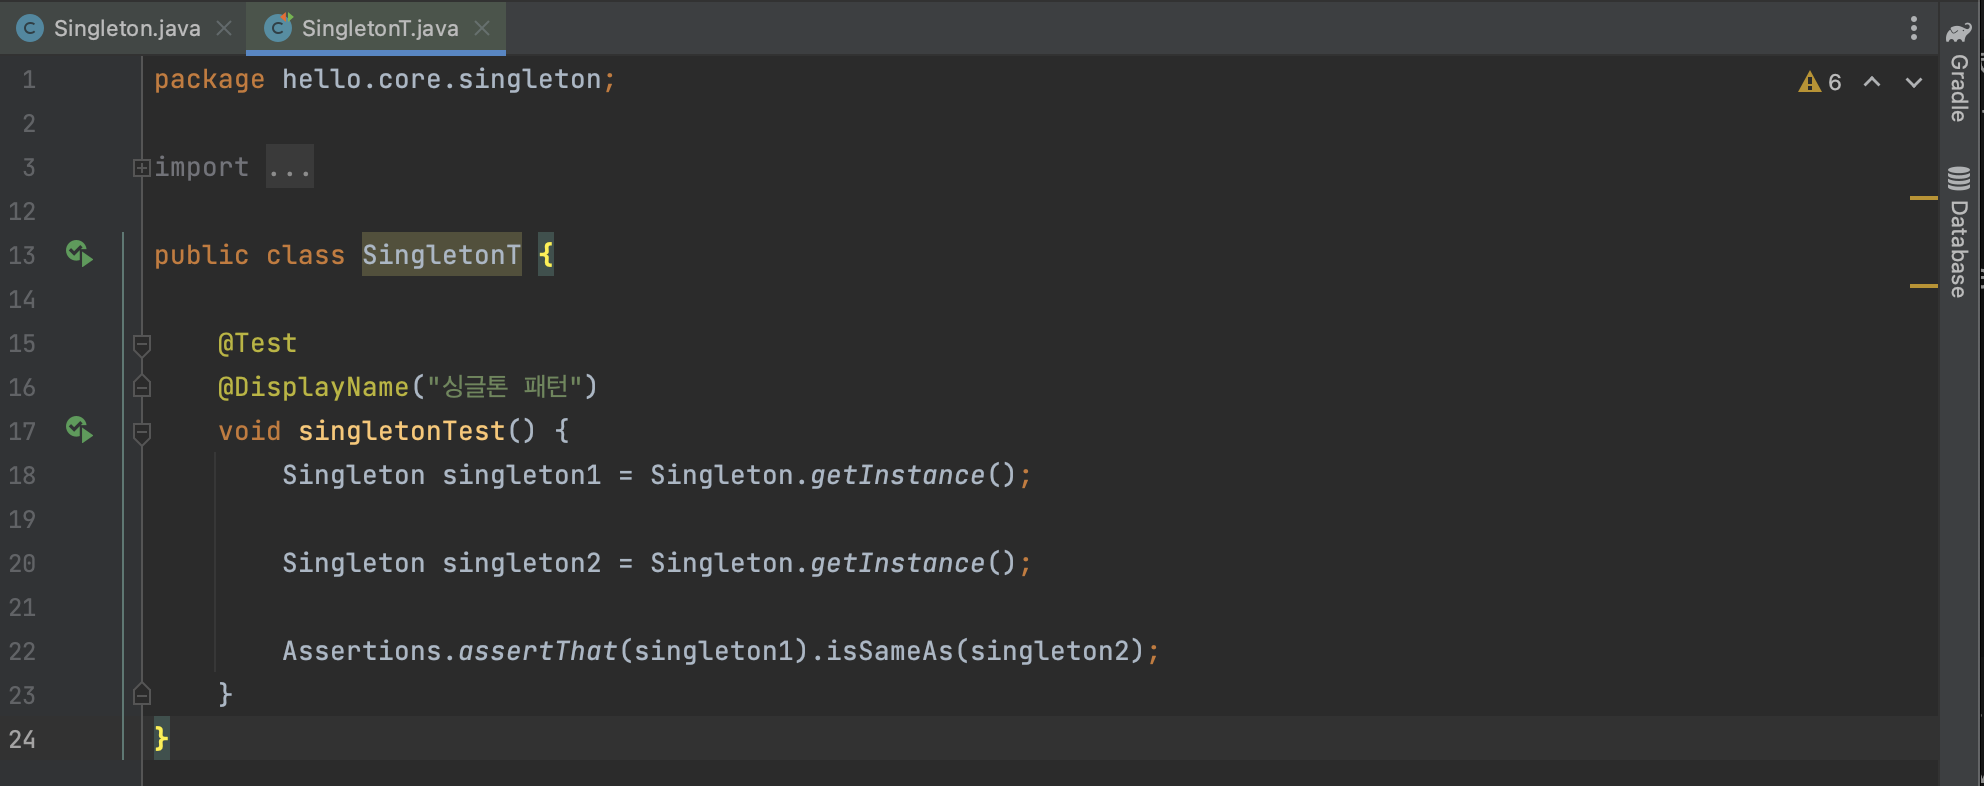 Singleton.java SingletonT.java
1 package hello.core.singleton; 6
2
3 import ...
12
13 public class SingletonT {
14
15 @Test
16 @DisplayName("싱글톤 패턴")
17 void singletonTest() {
18 Singleton singleton1 = Singleton.getInstance();
19
20 Singleton singleton2 = Singleton.getInstance();
21
22 Assertions.assertThat(singleton1).isSameAs(singleton2);
23 }
24 }
Gradle
Database